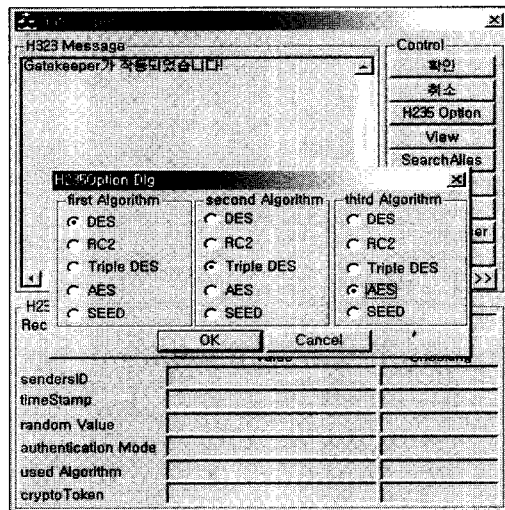 H323 Message
Gatekeeper가 작동되었습니다!
Control
확인
취소
H235 Option
View
SearchAlias
er
>>
H235Option Dlg
first Algorithm
DES
RC2
Triple DES
AES
SEED
second Algorithm
DES
RC2
Triple DES
AES
SEED
third Algorithm
DES
RC2
Triple DES
AES
SEED
OK
Cancel
H23
Rec
sendersID
timeStamp
random Value
authentication Mode
used Algorithm
cryptoToken